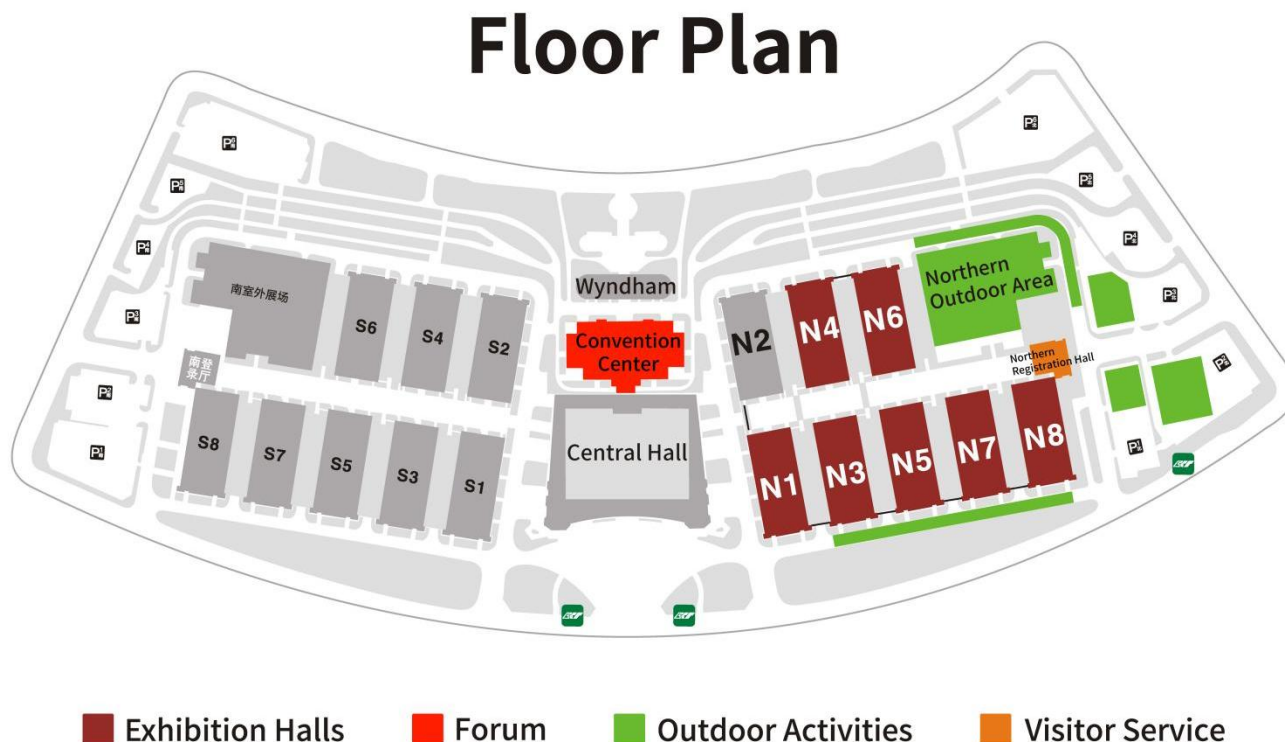 Floor Plan
Wyndham
Convention
Center
Central Hall
南室外展场
S6
S4
S2
南登
录厅
S8
S7
S5
S3
S1
N2
N4
N6
Northern
Outdoor Area
Northern
Registration Hall
N1
N3
N5
N7
N8
Exhibition Halls
Forum
Outdoor Activities
Visitor Service